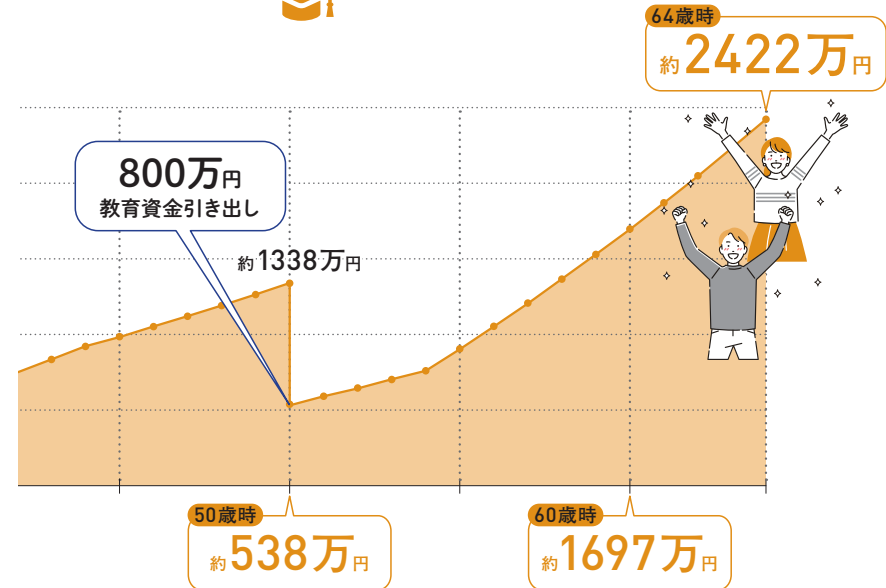 64歳時
約2422万円
800万円
教育資金引き出し
約1338万円
50歳時
約538万円
60歳時
約1697万円